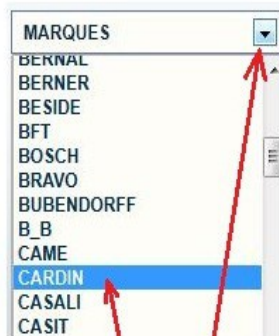 MARQUES
BERNAL
BERNER
BESIDE
BFT
BOSCH
BRAVO
BUBENDORFF
B_B
CAME
CARDIN
CASALI
CASIT